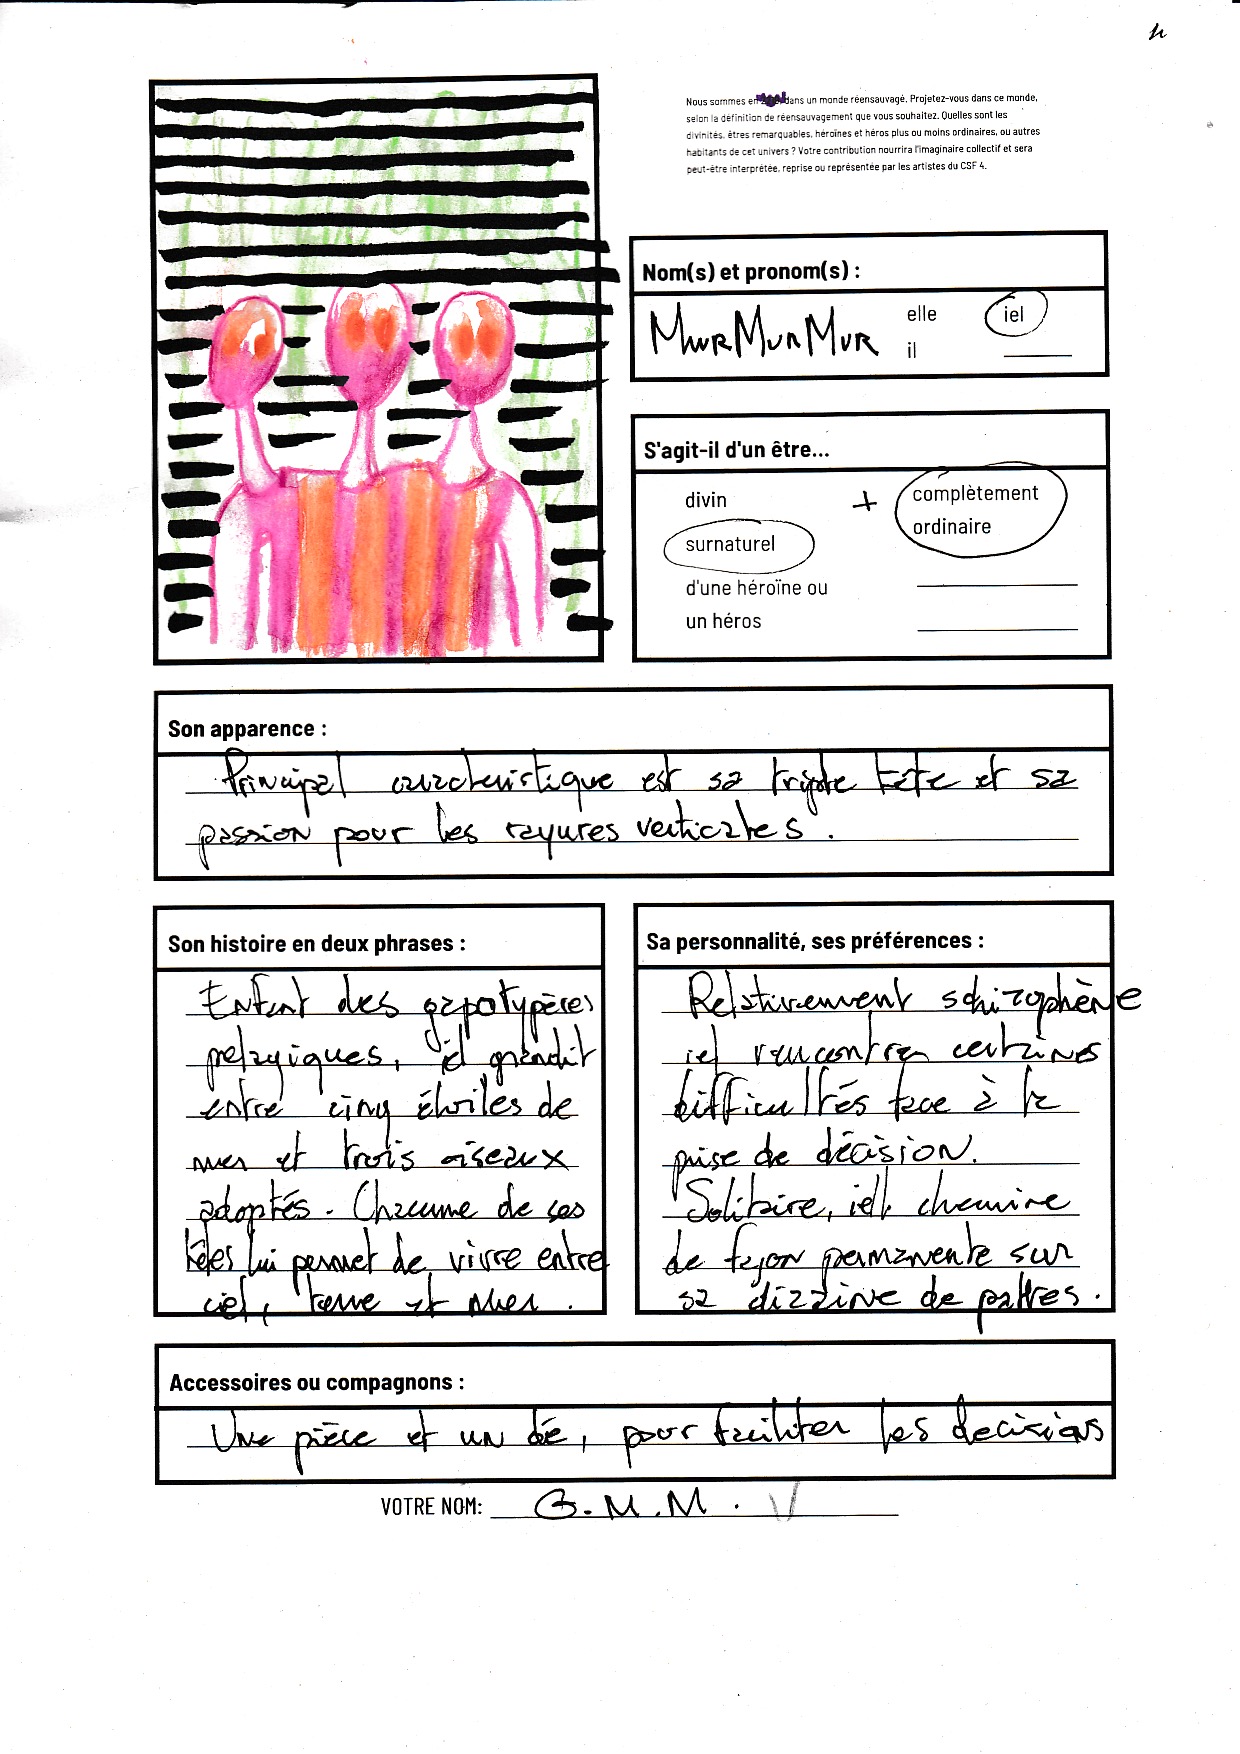 Nous sommes en dans un monde réensauvagé. Projetez-vous dans ce monde,
selon la définition de réensauvagement que vous souhaitez. Quelles sont les
divinités, êtres remarquables, héroïnes et héros plus ou moins ordinaires, ou autres
habitants de cet univers ? Votre contribution nourrira l'imaginaire collectif et sera
peut-être interprétée, reprise ou représentée par les artistes du CSF 4.
Nom(s) et pronom(s) :
MurMurMur
elle iel
il
S'agit-il d'un être...
divin + complètement
ordinaire
surnaturel
d'une héroïne ou
un héros
Son apparence :
Principal caractéristique est sa triple tête et sa
passion pour les rayures verticales.
Son histoire en deux phrases :
Enfant des
pelagiques, iel grandit
entre cinq étoiles de
mer et trois oiseaux
adoptés. Chacune de ses
têtes lui permet de vivre entre
ciel, terre et mer.
Sa personnalité, ses préférences :
Relativement schizophène
iel rencontre certaines
difficultés face à la
prise de décision.
Solitaire, iel chemine
de façon permanente sur
sa dizaine de pattes.
Accessoires ou compagnons :
Une pièce et un dé, pour faciliter les decisions
VOTRE NOM: G.M.M.